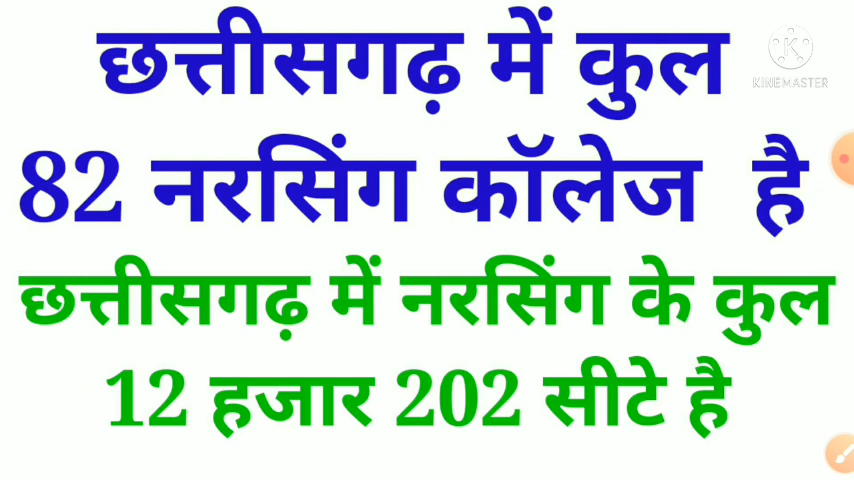 छत्तीसगढ़ में कुल
KINEMASTER
82 नरसिंग कॉलेज है
छत्तीसगढ़ में नरसिंग के कुल
12 हजार 202 सीटे है